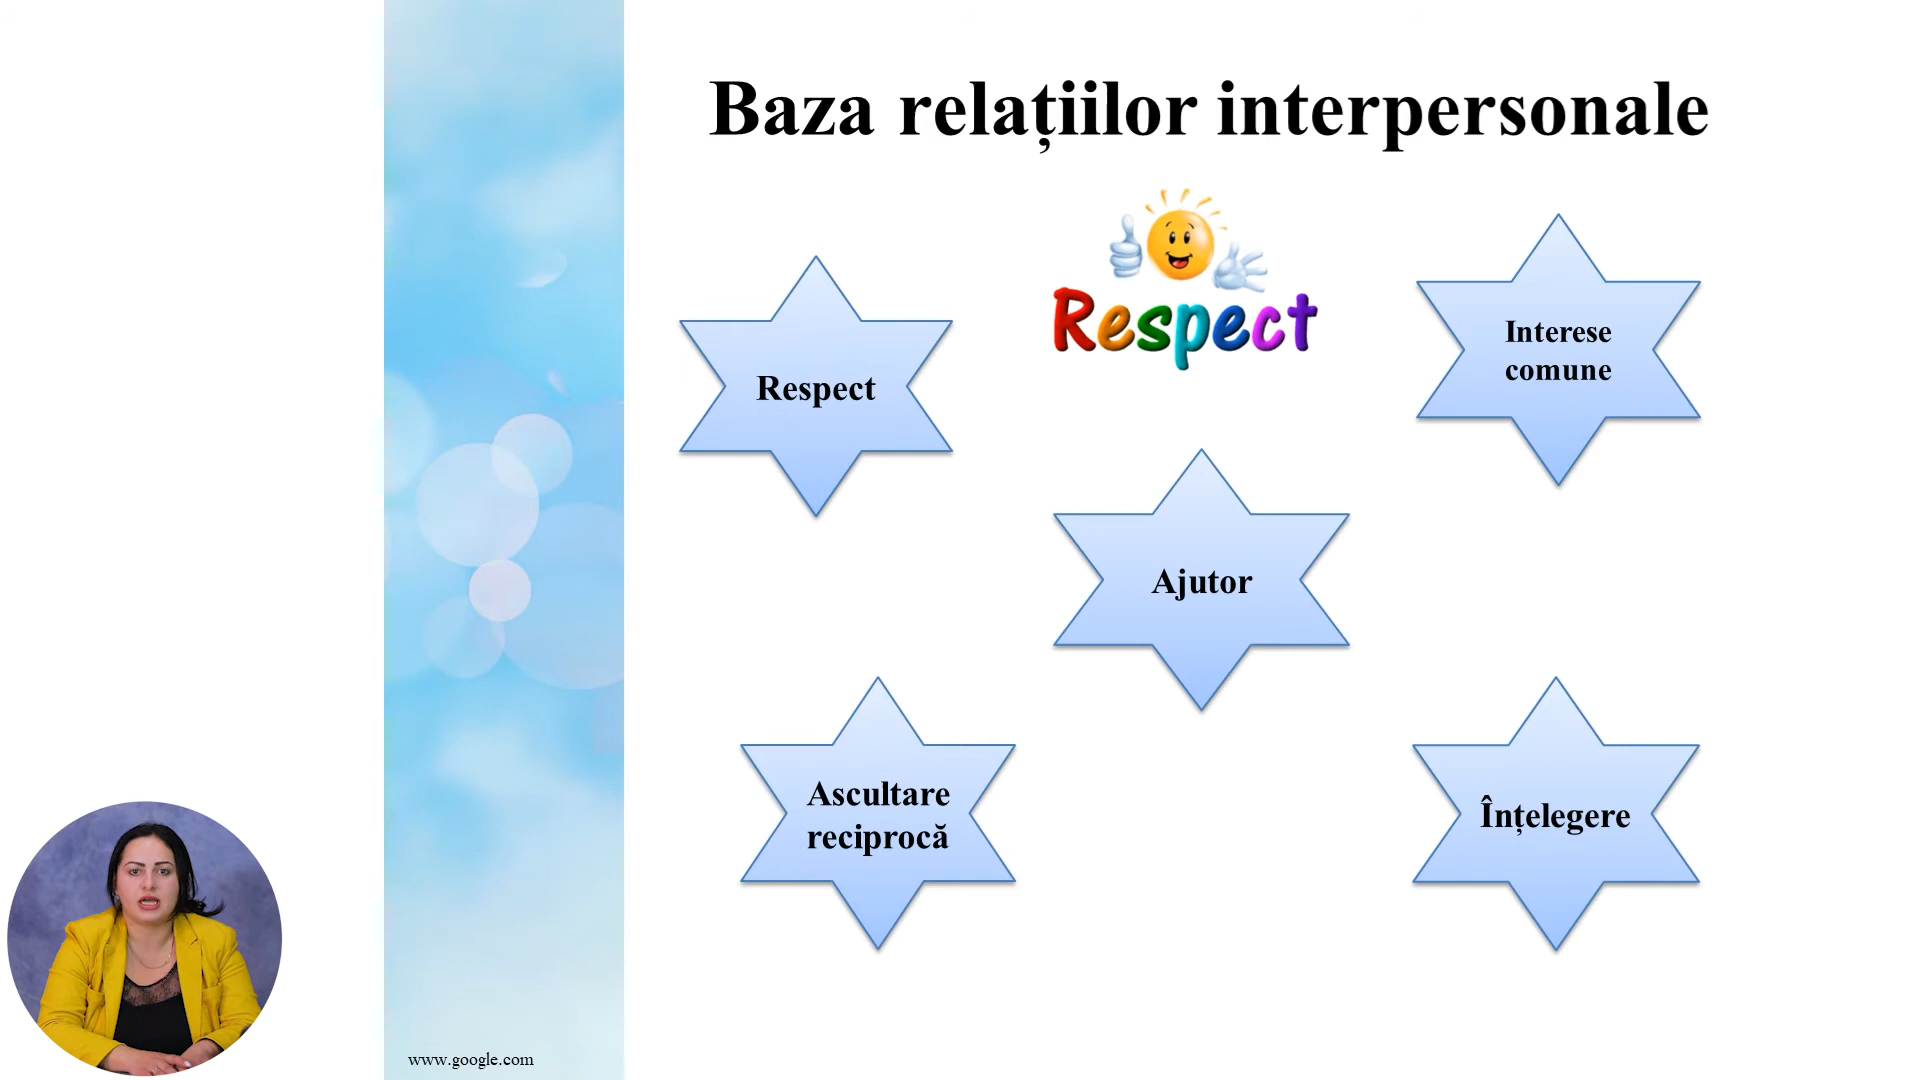 Baza relațiilor interpersonale
Respect
Respect
Interese
comune
Ajutor
Ascultare
reciprocă
Înțelegere
www.google.com